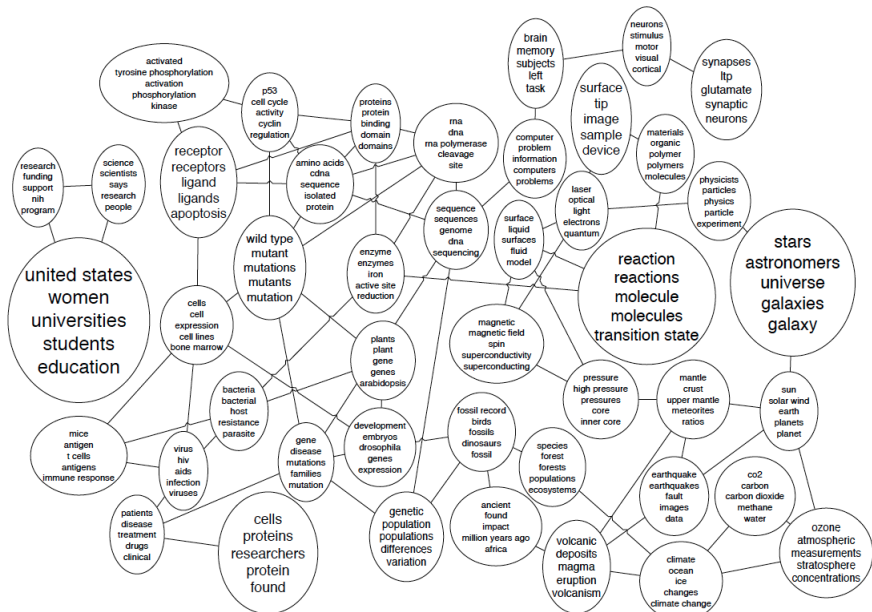 activated
tyrosine phosphorylation
activation
phosphorylation
kinase
p53
cell cycle
activity
cyclin
regulation
proteins
protein
binding
domain
domains
rna
dna
rna polymerase
cleavage
site
brain
memory
subjects
left
task
neurons
stimulus
motor
visual
cortical
synapses
ltp
glutamate
synaptic
neurons
surface
tip
image
sample
device
computer
problem
information
computers
problems
materials
organic
polymer
polymers
molecules
research
funding
support
nih
program
science
scientists
says
research
people
receptor
receptors
ligand
ligands
apoptosis
amino acids
cdna
sequence
isolated
protein
laser
optical
light
electrons
quantum
physicists
particles
physics
particle
experiment
united states
women
universities
students
education
wild type
mutant
mutations
mutants
mutation
sequence
sequences
genome
dna
sequencing
surface
liquid
surfaces
fluid
model
enzyme
enzymes
iron
active site
reduction
reaction
reactions
molecule
molecules
transition state
stars
astronomers
universe
galaxies
galaxy
cells
cell
expression
cell lines
bone marrow
magnetic
magnetic field
spin
superconductivity
superconducting
plants
plant
gene
genes
arabidopsis
pressure
high pressure
pressures
core
inner core
mantle
crust
upper mantle
meteorites
ratios
sun
solar wind
earth
planets
planet
bacteria
bacterial
host
resistance
parasite
mice
antigen
t cells
antigens
immune response
virus
hiv
aids
infection
viruses
gene
disease
mutations
families
mutation
development
embryos
drosophila
genes
expression
fossil record
birds
fossils
dinosaurs
fossil
species
forest
forests
populations
ecosystems
earthquake
earthquakes
fault
images
data
co2
carbon
carbon dioxide
methane
water
patients
disease
treatment
drugs
clinical
cells
proteins
researchers
protein
found
genetic
population
populations
differences
variation
ancient
found
impact
million years ago
africa
volcanic
deposits
magma
eruption
volcanism
climate
ocean
ice
changes
climate change
ozone
atmospheric
measurements
stratosphere
concentrations